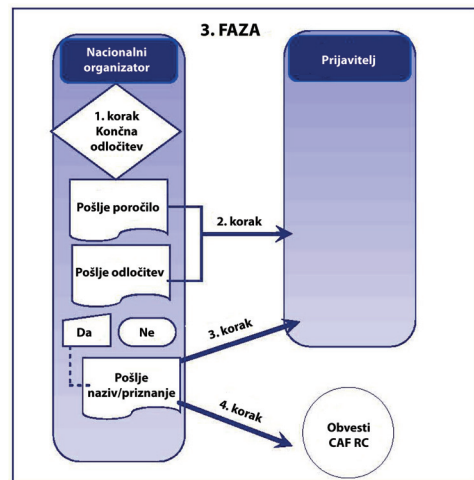 3. FAZA
Nacionalni
organizator
Prijavitelj
1. korak
Končna
odločitev
Pošlje poročilo
2. korak
Pošlje odločitev
Da
Ne
3. korak
Pošlje
naziv/priznanje
4. korak
Obvesti
CAF RC